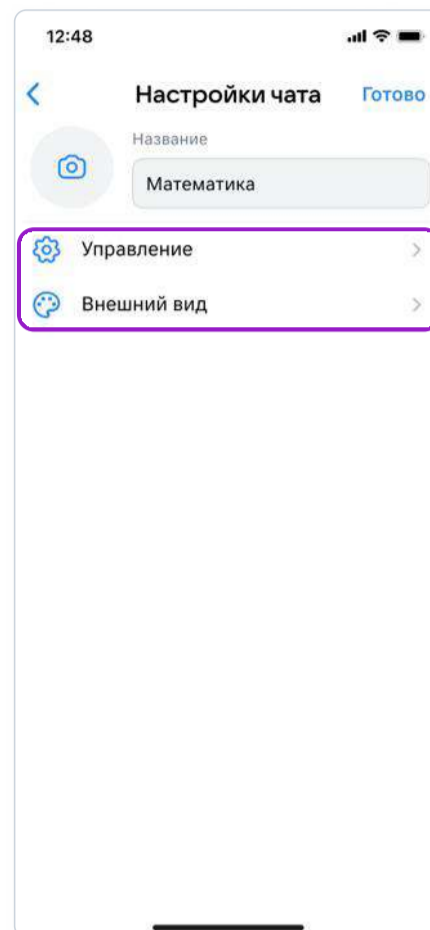 12:48
Настройки чата Готово
Название
Математика
Управление
Внешний вид